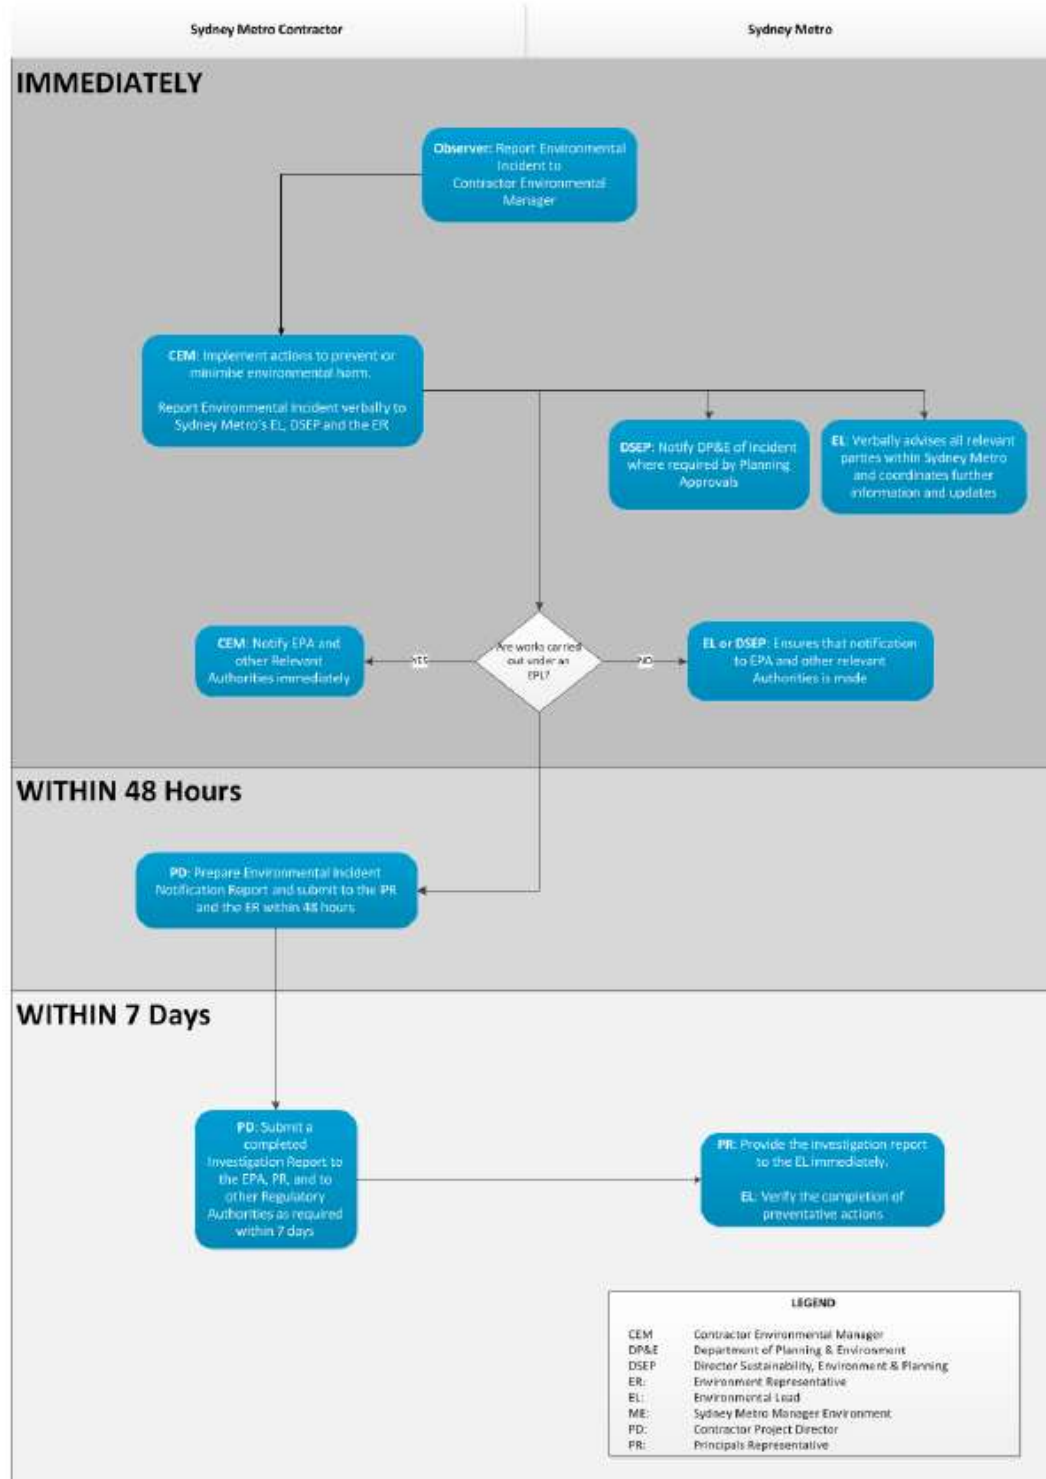 Sydney Metro Contractor
Sydney Metro
IMMEDIATELY
Observer: Report Environmental
Incident to
Contractor Environmental
Manager
CEM: Implement actions to prevent or
minimise environmental harm.
Report Environmental Incident verbally to
Sydney Metro's EL, DSEP and the ER
DSEP: Notify DP&E of Incident
where required by Planning
Approvals
EL: Verbally advises all relevant
parties within Sydney Metro
and coordinates further
information and updates
CEM: Notify EPA and
other Relevant
Authorities immediately
YES
Are works carried
out under an
EPL?
NO
EL or DSEP: Ensures that notification
to EPA and other relevant
Authorities is made
WITHIN 48 Hours
PD: Prepare Environmental Incident
Notification Report and submit to the PR
and the ER within 48 hours
WITHIN 7 Days
PD: Submit a
completed
Investigation Report to
the EPA, PR, and to
other Regulatory
Authorities as required
within 7 days
PR: Provide the investigation report
to the EL immediately.
EL: Verify the completion of
preventative actions
LEGEND
CEM Contractor Environmental Manager
DP&E Department of Planning & Environment
DSEP Director Sustainability, Environment & Planning
ER: Environment Representative
EL: Environmental Lead
ME: Sydney Metro Manager Environment
PD: Contractor Project Director
PR: Principals Representative